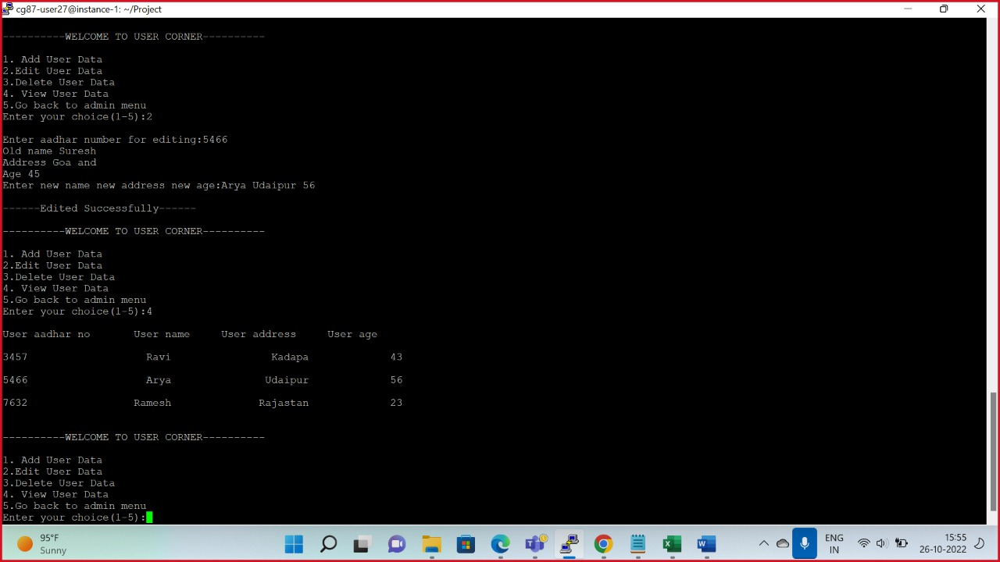 cg87-user27@instance-1: ~/Project
----------WELCOME TO USER CORNER----------
1. Add User Data
2.Edit User Data
3.Delete User Data
4. View User Data
5.Go back to admin menu
Enter your choice(1-5):2
Enter aadhar number for editing:5466
Old name Suresh
Address Goa and
Age 45
Enter new name new address new age:Arya Udaipur 56
------Edited Successfully------
----------WELCOME TO USER CORNER----------
1. Add User Data
2.Edit User Data
3.Delete User Data
4. View User Data
5.Go back to admin menu
Enter your choice(1-5):4
User aadhar no       User name     User address     User age
3457                   Ravi                Kadapa             43
5466                   Arya               Udaipur             56
7632                 Ramesh              Rajastan             23
----------WELCOME TO USER CORNER----------
1. Add User Data
2.Edit User Data
3.Delete User Data
4. View User Data
5.Go back to admin menu
Enter your choice(1-5):
95°F
Sunny
ENG
IN
15:55
26-10-2022